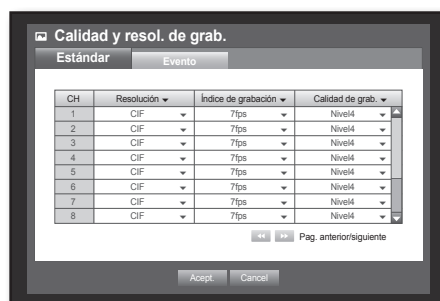 Calidad y resol. de grab.
Estándar Evento
CH Resolución Índice de grabación Calidad de grab.
1 CIF 7fps Nivel4
2 CIF 7fps Nivel4
3 CIF 7fps Nivel4
4 CIF 7fps Nivel4
5 CIF 7fps Nivel4
6 CIF 7fps Nivel4
7 CIF 7fps Nivel4
8 CIF 7fps Nivel4
Pag. anterior/siguiente
Acept. Cancel